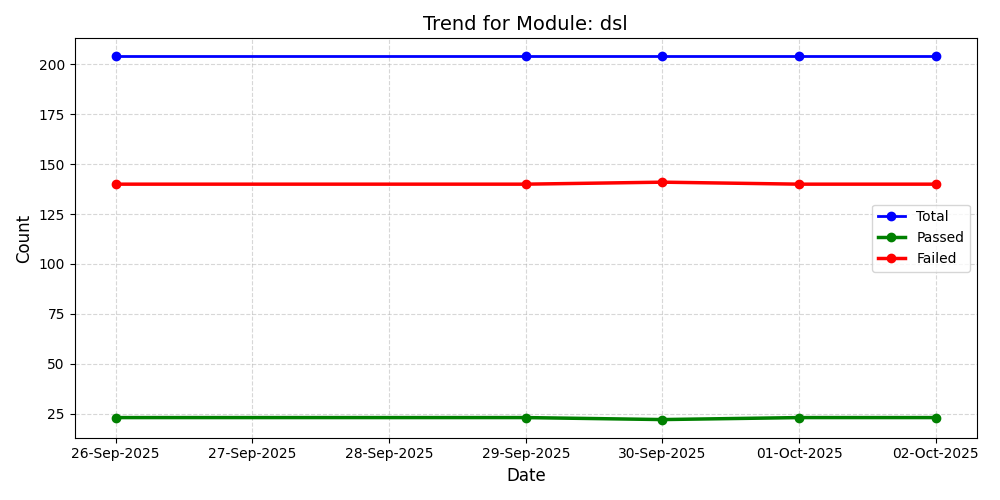 Trend for Module: dsl
Count
200
175
150
125
100
75
50
25
Total
Passed
Failed
26-Sep-2025 27-Sep-2025 28-Sep-2025 29-Sep-2025 30-Sep-2025 01-Oct-2025 02-Oct-2025
Date